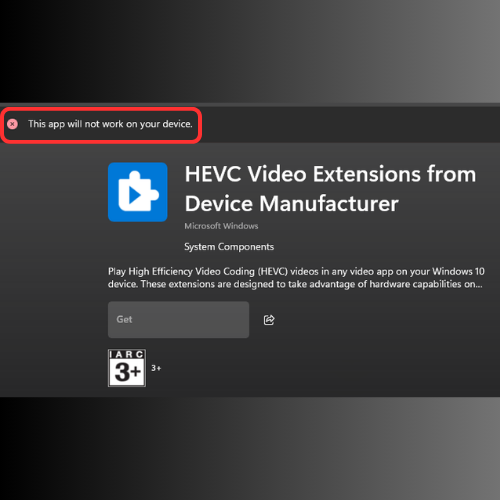 This app will not work on your device.
HEVC Video Extensions from
Device Manufacturer
Microsoft Windows
System Components
Play High Efficiency Video Coding (HEVC) videos in any video app on your Windows 10
device. These extensions are designed to take advantage of hardware capabilities on...
Get
IARC
3+
3+